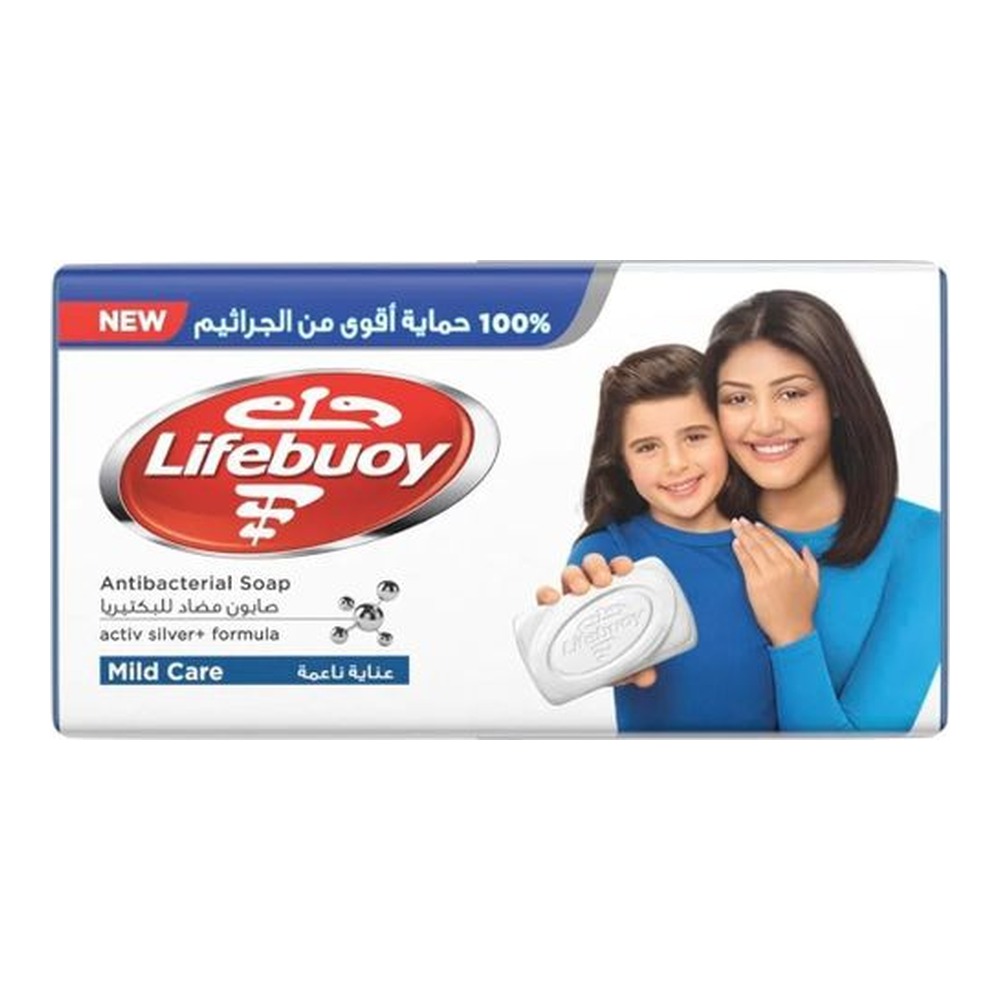 NEW
100% حماية أقوى من الجراثيم
Lifebuoy
Antibacterial Soap
صابون مضاد للبكتيريا
activ silver+ formula
Mild Care
عناية ناعمة
Lifebuoy